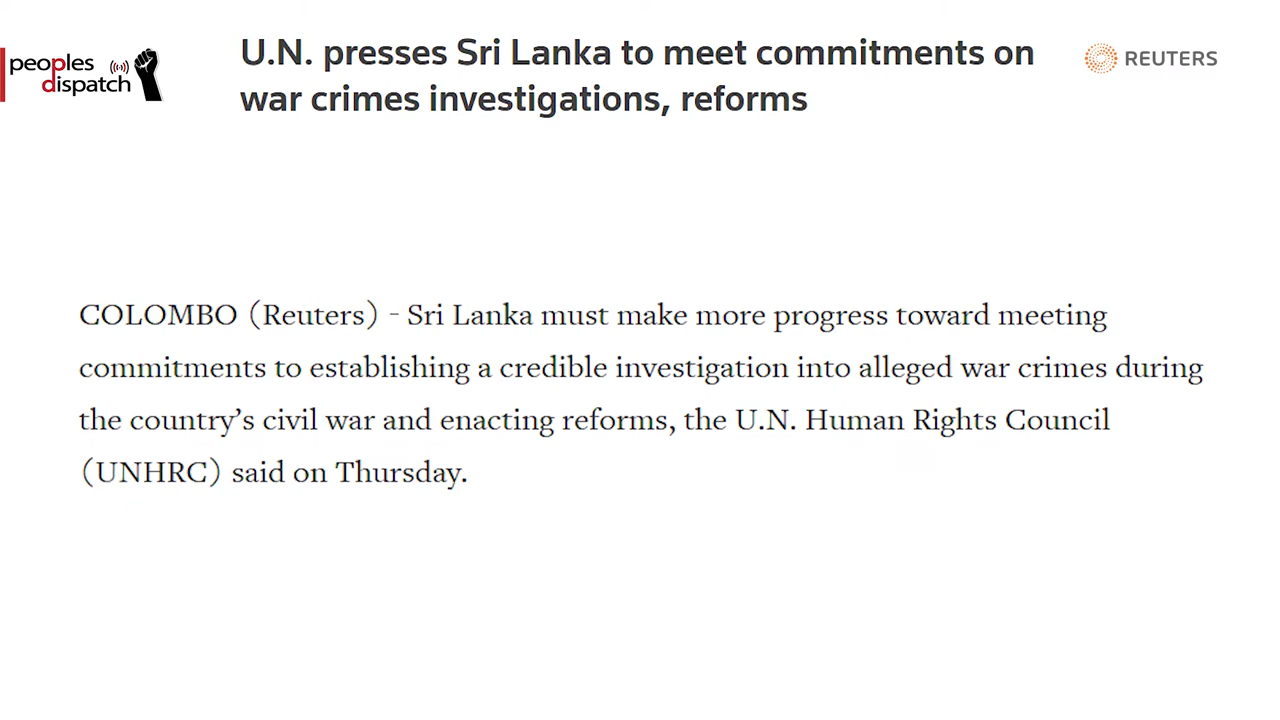 peoples
dispatch
U.N. presses Sri Lanka to meet commitments on
war crimes investigations, reforms
REUTERS
COLOMBO (Reuters) - Sri Lanka must make more progress toward meeting
commitments to establishing a credible investigation into alleged war crimes during
the country’s civil war and enacting reforms, the U.N. Human Rights Council
(UNHRC) said on Thursday.